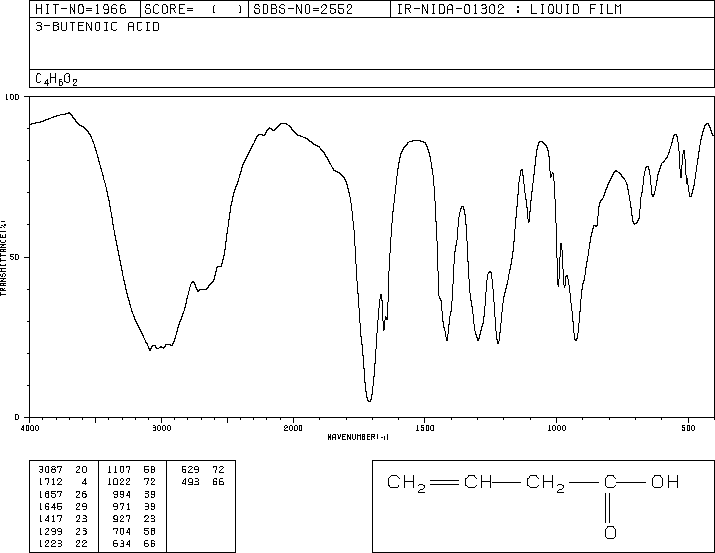 HIT-NO=1966 SCORE= ( ) SDBS-NO=2552 IR-NIDA-01302 : LIQUID FILM
3-BUTENOIC ACID
C4H6O2
100
50
0
TRANSMITTANCE(%)
4000 3000 2000 1500 1000 500
WAVENUMBER(-1)
3087 20 1107 58 529 72
1712 4 1022 72 493 66
1657 26 994 39
1646 29 971 39
1417 23 927 23
1299 23 704 58
1223 22 634 66
CH2 CH CH2 C OH
O